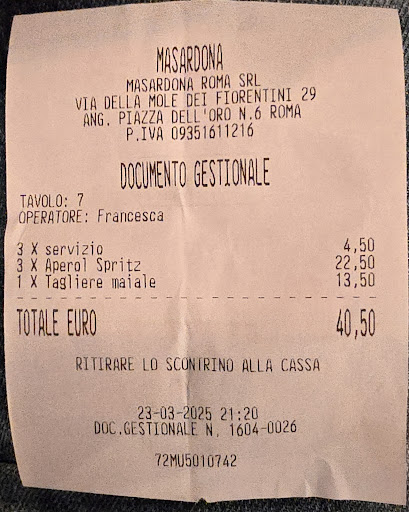 MASARDONA
MASARDONA ROMA SRL
VIA DELLA MOLE DEI FIORENTINI 29
ANG. PIAZZA DELL'ORO N.6 ROMA
P.IVA 09351611216
DOCUMENTO GESTIONALE
TAVOLO: 7
OPERATORE: Francesca
3 X servizio 4,50
3 X Aperol Spritz 22,50
1 X Tagliere maiale 13,50
TOTALE EURO 40,50
RITIRARE LO SCONTRINO ALLA CASSA
23-03-2025 21:20
DOC.GESTIONALE N. 1604-0026
72MU5010742